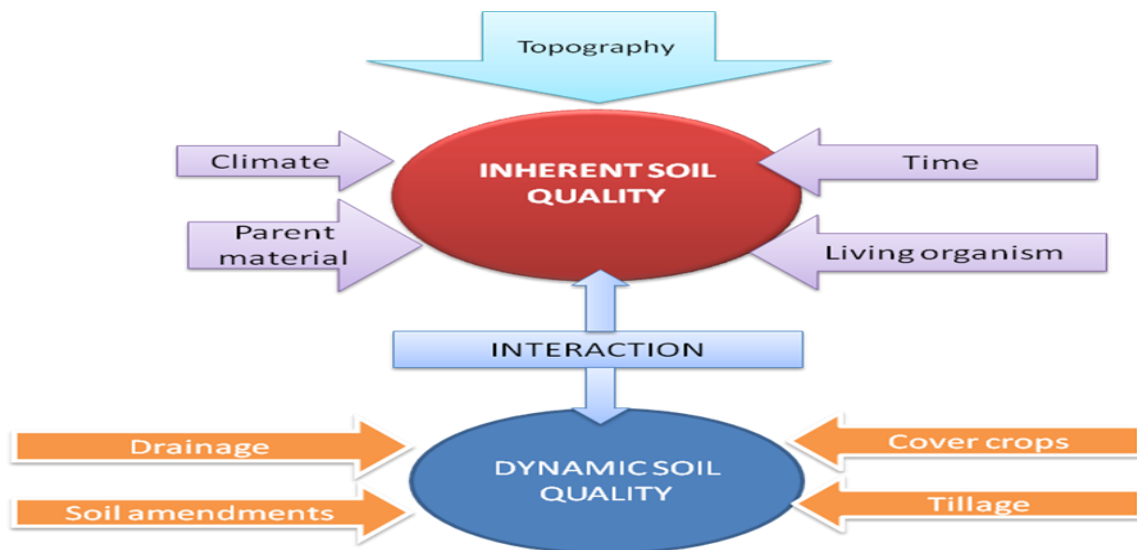 Topography
Climate
INHERENT SOIL
QUALITY
Time
Parent
material
Living organism
INTERACTION
Drainage
Cover crops
DYNAMIC SOIL
QUALITY
Soil amendments
Tillage